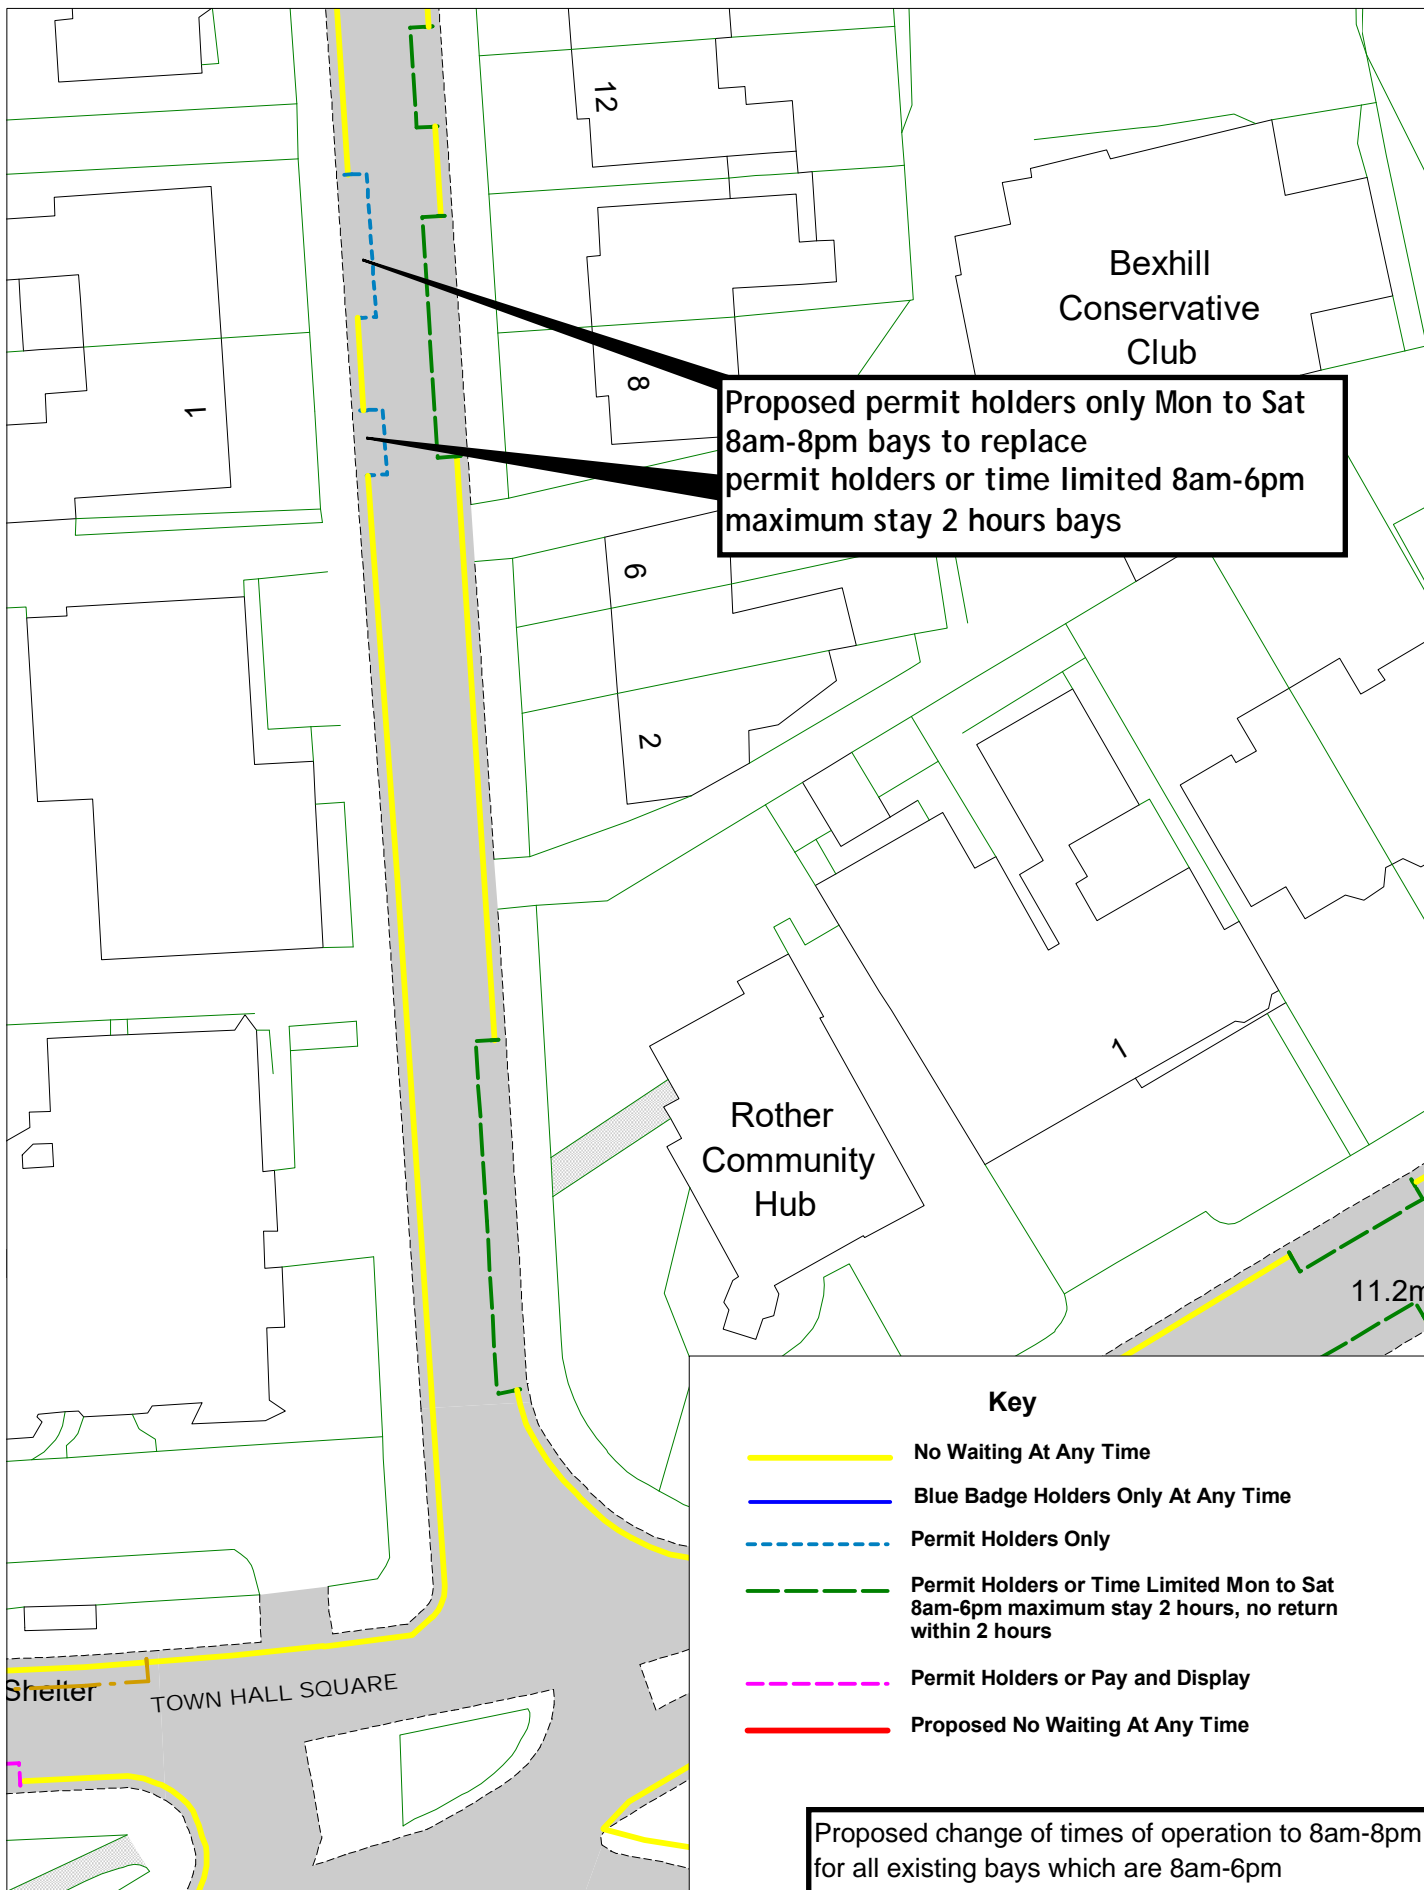 12
Bexhill
Conservative
Club
8
1
Proposed permit holders only Mon to Sat
8am-8pm bays to replace
permit holders or time limited 8am-6pm
maximum stay 2 hours bays
6
2
1
Rother
Community
Hub
11.2m
Key
No Waiting At Any Time
Blue Badge Holders Only At Any Time
Permit Holders Only
Permit Holders or Time Limited Mon to Sat
8am-6pm maximum stay 2 hours, no return
within 2 hours
Permit Holders or Pay and Display
Proposed No Waiting At Any Time
Shelter
TOWN HALL SQUARE
Proposed change of times of operation to 8am-8pm
for all existing bays which are 8am-6pm